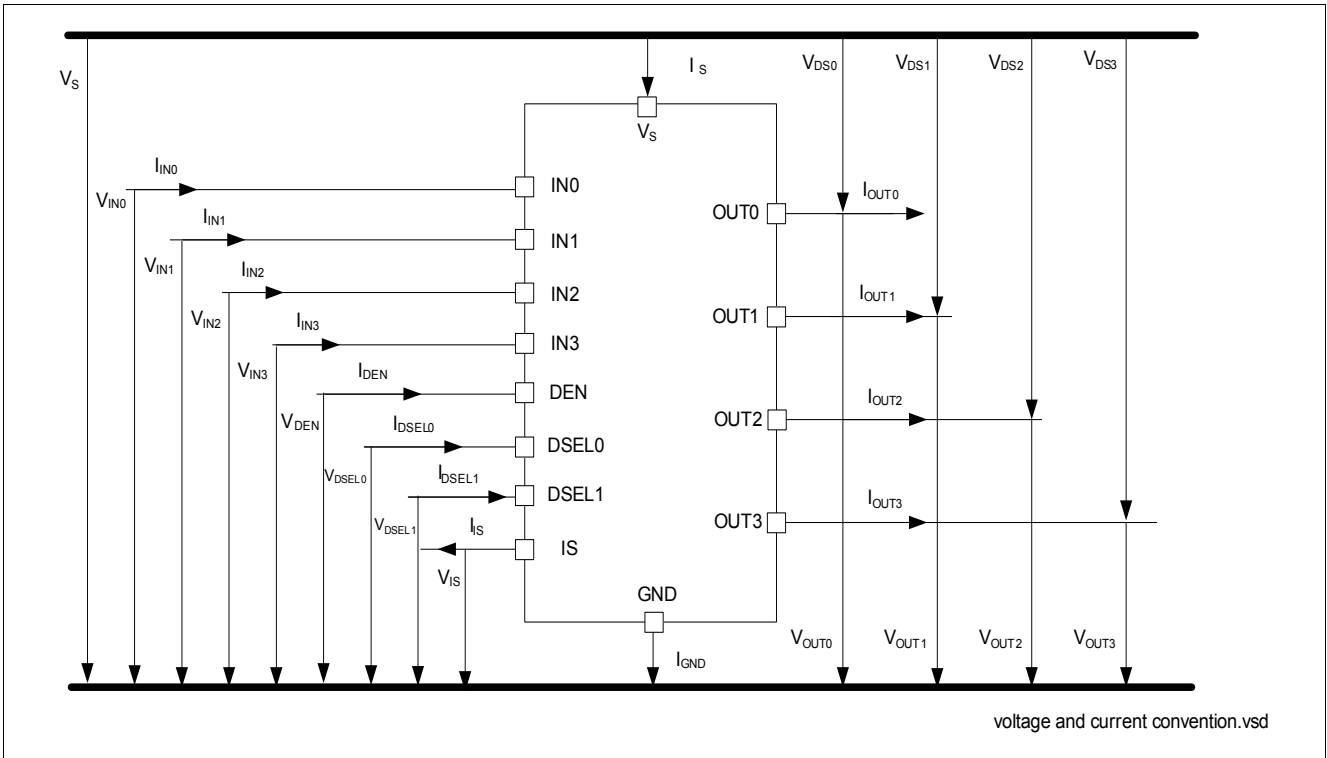 V_S
I_S
V_DS0
V_DS1
V_DS2
V_DS3
V_S
I_IN0
V_IN0
IN0
I_IN1
V_IN1
IN1
I_IN2
V_IN2
IN2
I_IN3
V_IN3
IN3
I_DEN
V_DEN
DEN
I_DSEL0
V_DSEL0
DSEL0
I_DSEL1
V_DSEL1
DSEL1
I_IS
V_IS
IS
GND
I_GND
OUT0
I_OUT0
OUT1
I_OUT1
OUT2
I_OUT2
OUT3
I_OUT3
V_OUT0
V_OUT1
V_OUT2
V_OUT3
voltage and current convention.vsd